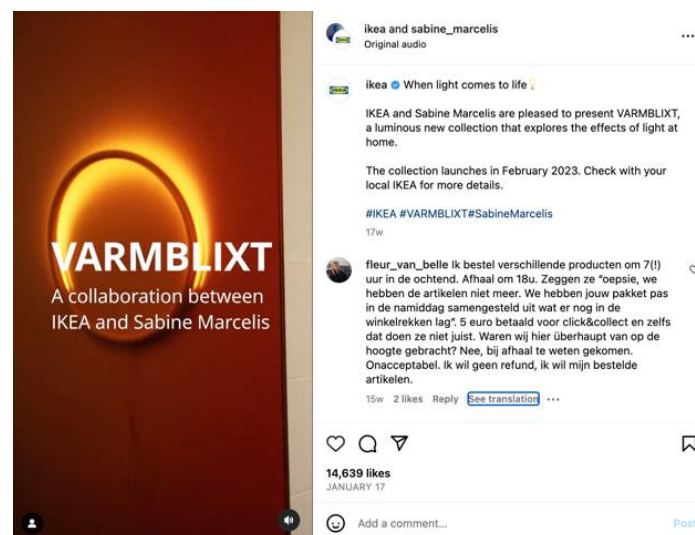 VARMBLIXT
A collaboration between
IKEA and Sabine Marcelis
ikea and sabine_marcelis
Original audio
ikea When light comes to life💡
IKEA and Sabine Marcelis are pleased to present VARMBLIXT,
a luminous new collection that explores the effects of light at
home.
The collection launches in February 2023. Check with your
local IKEA for more details.
#IKEA #VARMBLIXT#SabineMarcelis
17w
fleur_van_belle Ik bestel verschillende producten om 7(!)
uur in de ochtend. Afhaal om 18u. Zeggen ze “oepsie, we
hebben de artikelen niet meer. We hebben jouw pakket pas
in de namiddag samengesteld uit wat er nog in de
winkelrekken lag”. 5 euro betaald voor click&collect en zelfs
dat doen ze niet juist. Waren wij hier überhaupt van op de
hoogte gebracht? Nee, bij afhaal te weten gekomen.
Onacceptabel. Ik wil geen refund, ik wil mijn bestelde
artikelen.
15w 2 likes Reply See translation ...
14,639 likes
JANUARY 17
Add a comment...
Post